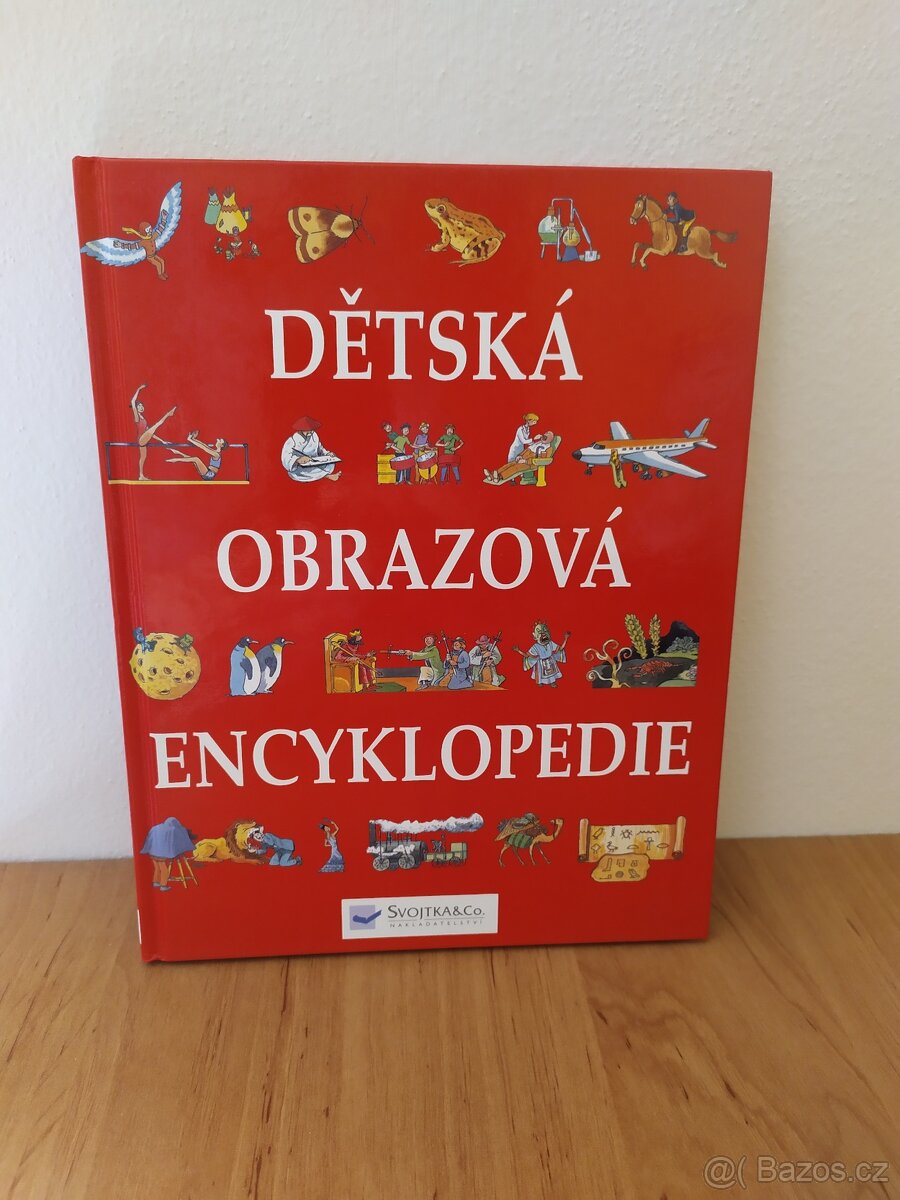 DĚTSKÁ
OBRAZOVÁ
ENCYKLOPEDIE
SVOJTKA&CO.
NAKLADATELSTVÍ
@( Bazos.cz